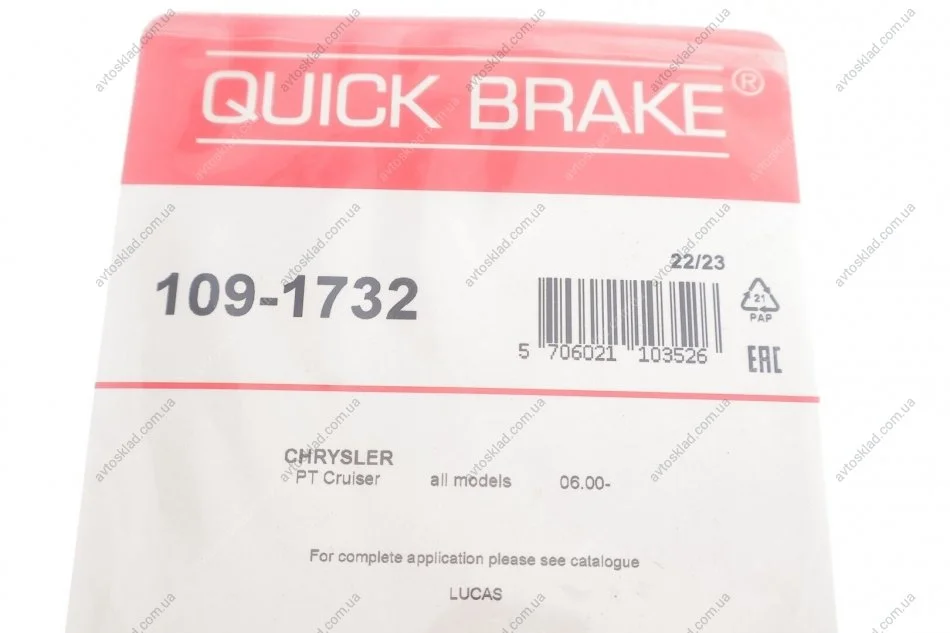 QUICK BRAKE®
22/23
109-1732
21
PAP
5 706021 103526
EAC
CHRYSLER
PT Cruiser all models 06.00-
For complete application please see catalogue
LUCAS
avtosklad.com.ua